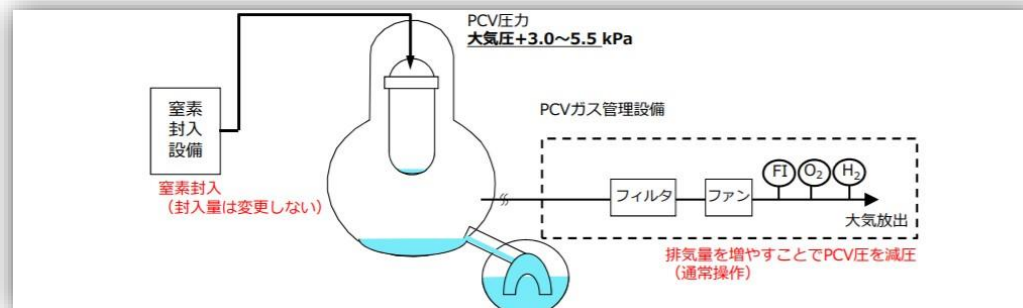 PCV圧力
大気圧+3.0～5.5 kPa
窒素
封入
設備
窒素封入
（封入量は変更しない）
PCVガス管理設備
フィルタ
ファン
FI
O₂
H₂
大気放出
排気量を増やすことでPCV圧を減圧
（通常操作）